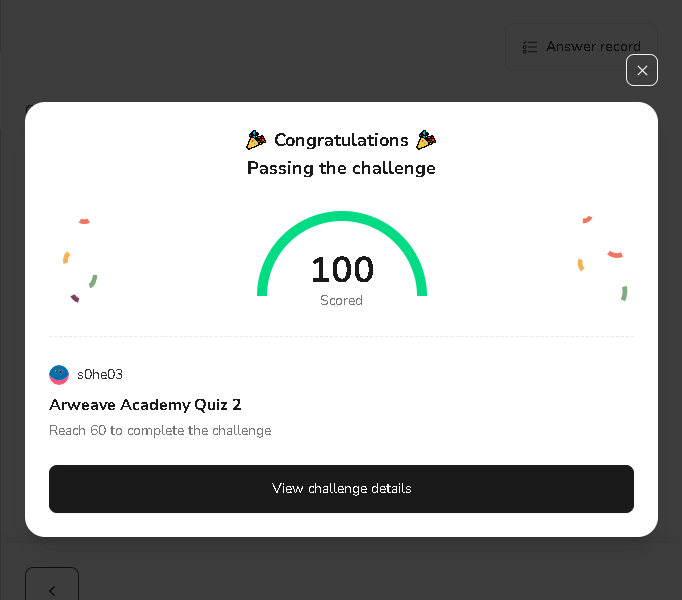 Answer record
Congratulations
Passing the challenge
100
Scored
s0he03
Arweave Academy Quiz 2
Reach 60 to complete the challenge
View challenge details